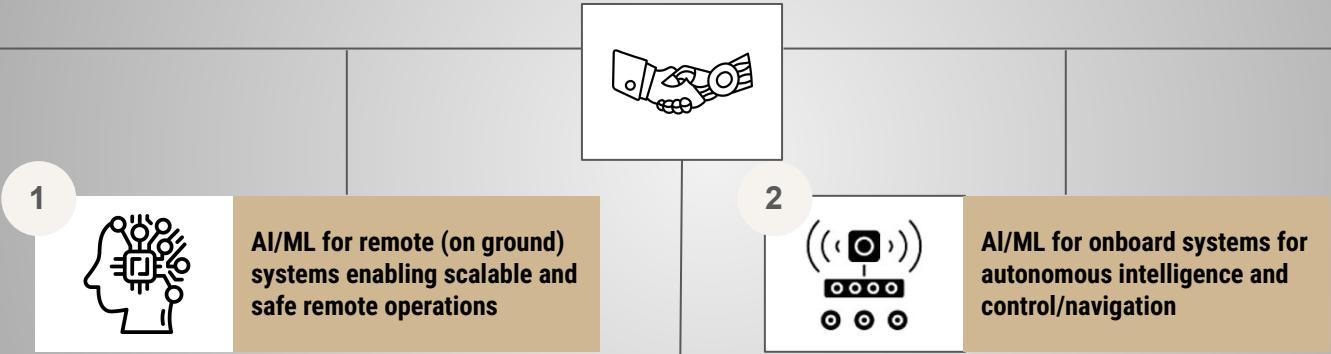 1
AI/ML for remote (on ground)
systems enabling scalable and
safe remote operations
2
AI/ML for onboard systems for
autonomous intelligence and
control/navigation